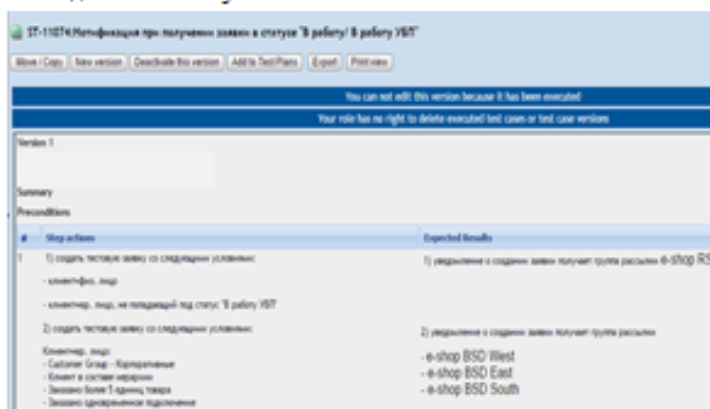 ST-11074:Нотификация при получении заявки в статусе "В работу/ В работу УБП"
Move / Copy New version Deactivate this version Add to Test Plans Export Print view
You can not edit this version because it has been executed
Your role has no right to delete executed test cases or test case versions
Version 1
Summary
Preconditions
# Step actions Expected Results
1 1) создать тестовую заявку со следующими условиями: 1) уведомление о создании заявки получает группа рассылки e-shop RS
- клиент=физ. лицо
- клиент=юр. лицо, не попадающий под статус "В работу УБП"
2) создать тестовую заявку со следующими условиями: 2) уведомление о создании заявки получает группа рассылки
Клиент=юр. лицо:
- Customer Group - Корпоративные
- e-shop BSD West
- Клиент в составе иерархии
- e-shop BSD East
- Заказано более 5 единиц товара
- e-shop BSD South
- Заказано одновременное подключение